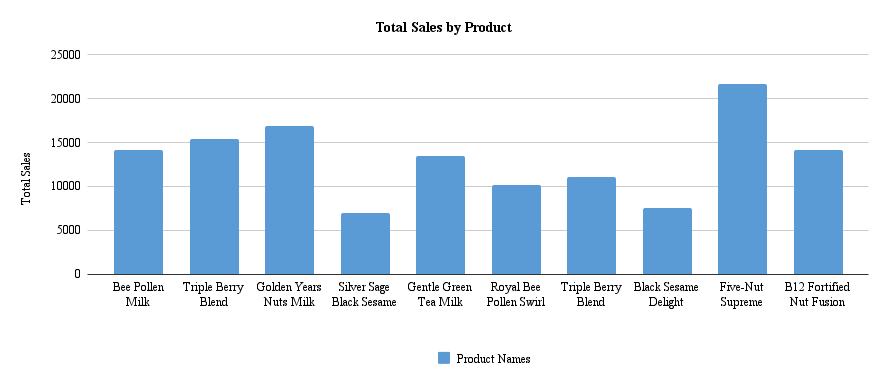 Total Sales by Product
25000
20000
15000
10000
5000
0
Total Sales
Bee Pollen
Milk
Triple Berry
Blend
Golden Years
Nuts Milk
Silver Sage
Black Sesame
Gentle Green
Tea Milk
Royal Bee
Pollen Swirl
Triple Berry
Blend
Black Sesame
Delight
Five-Nut
Supreme
B12 Fortified
Nut Fusion
Product Names